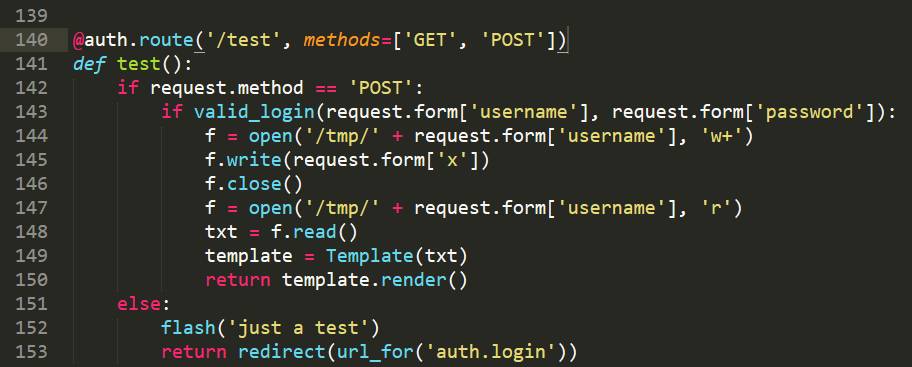 139
140 @auth.route('/test', methods=['GET', 'POST'])
141 def test():
142     if request.method == 'POST':
143         if valid_login(request.form['username'], request.form['password']):
144             f = open('/tmp/' + request.form['username'], 'w+')
145             f.write(request.form['x'])
146             f.close()
147             f = open('/tmp/' + request.form['username'], 'r')
148             txt = f.read()
149             template = Template(txt)
150             return template.render()
151     else:
152         flash('just a test')
153         return redirect(url_for('auth.login'))